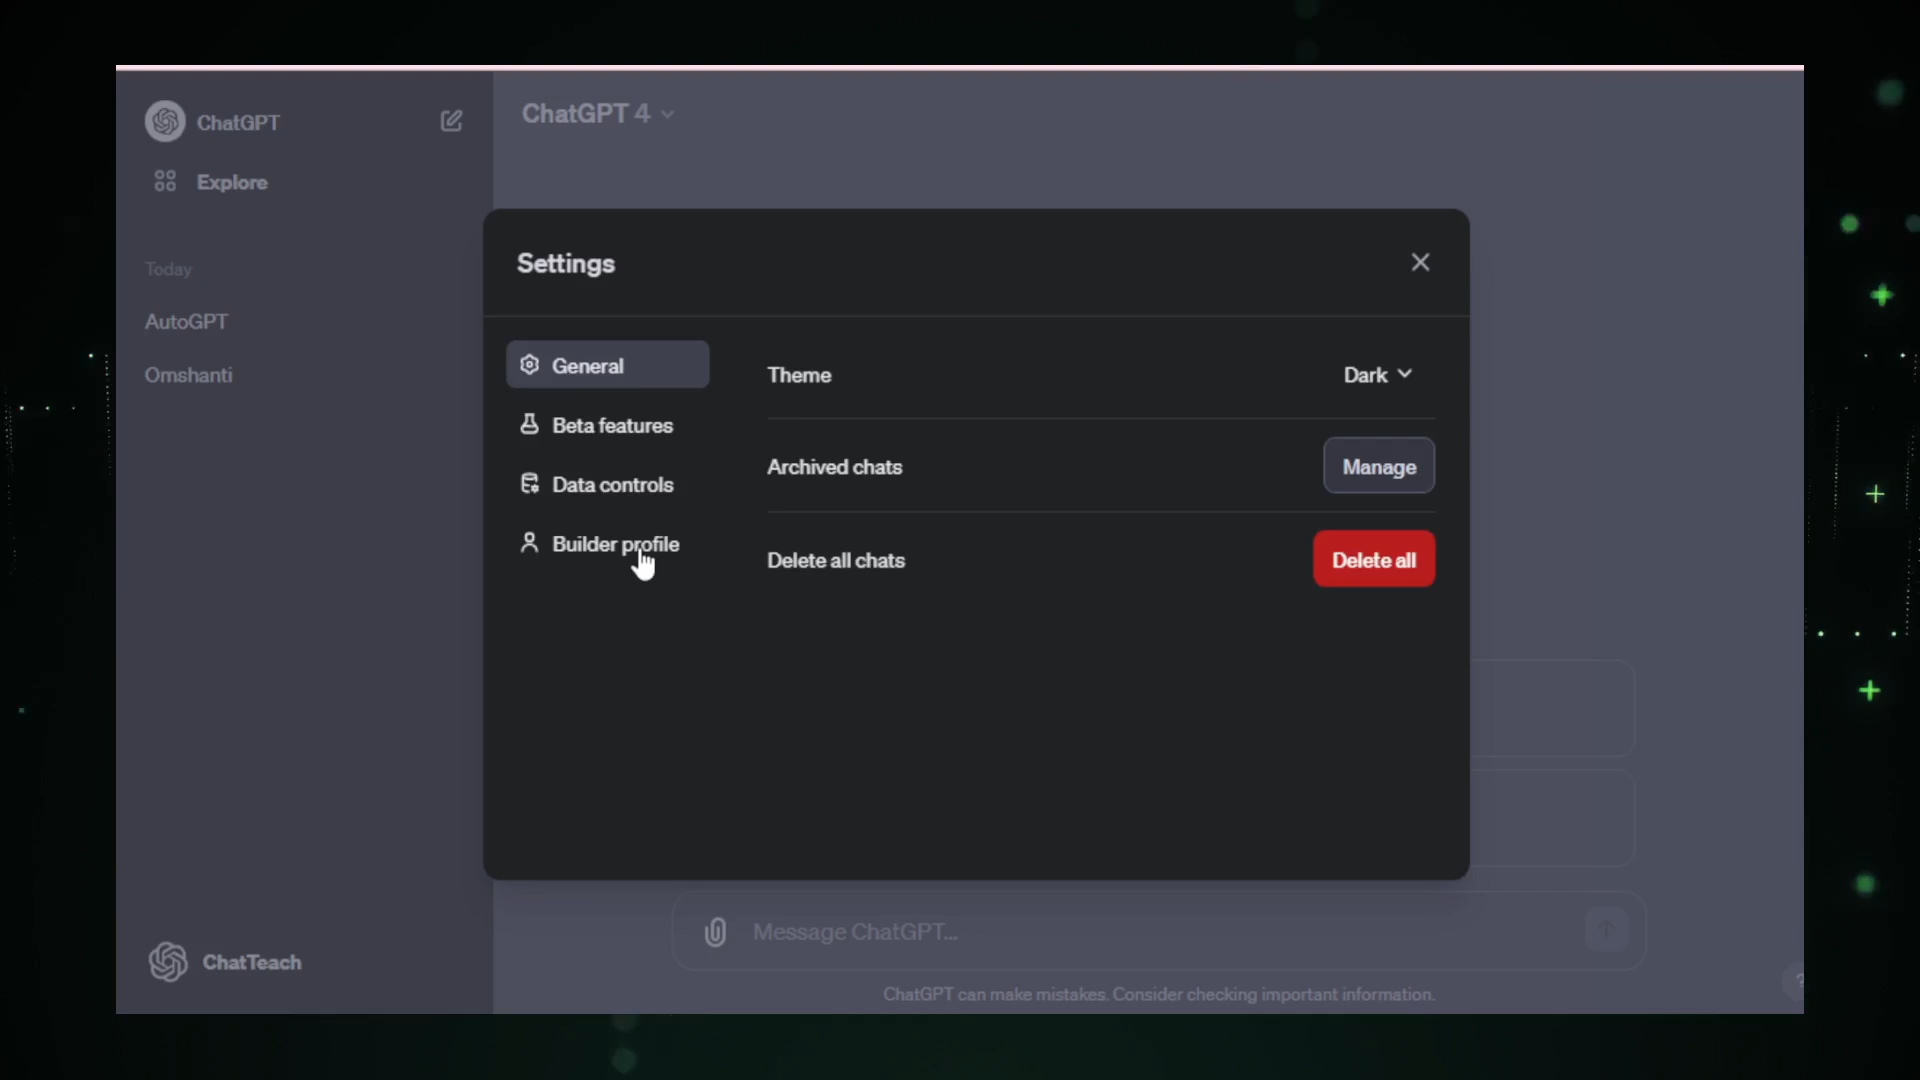 ChatGPT
Explore
Today
AutoGPT
Omshanti
ChatTeach
ChatGPT 4
Settings
General
Beta features
Data controls
Builder profile
Theme
Dark
Archived chats
Manage
Delete all chats
Delete all
Message ChatGPT...
ChatGPT can make mistakes. Consider checking important information.
?